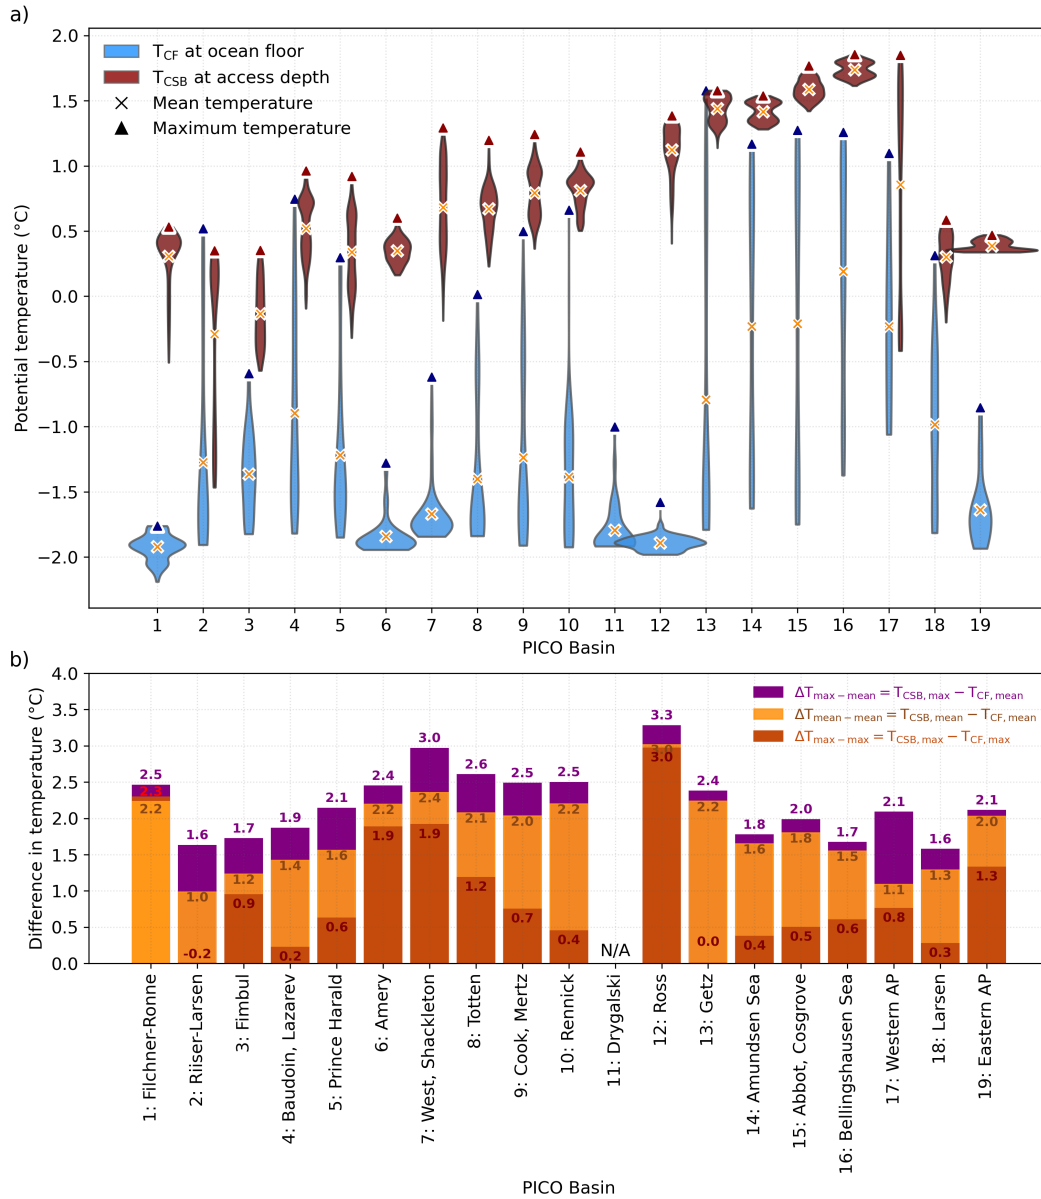 a)
2.0
1.5
1.0
0.5
0.0
−0.5
−1.0
−1.5
−2.0
Potential temperature (°C)
T_CF at ocean floor
T_CSB at access depth
Mean temperature
Maximum temperature
1 2 3 4 5 6 7 8 9 10 11 12 13 14 15 16 17 18 19
PICO Basin
b)
4.0
3.5
3.0
2.5
2.0
1.5
1.0
0.5
0.0
Difference in temperature (°C)
ΔT_max − mean = T_CSB, max − T_CF, mean
ΔT_mean − mean = T_CSB, mean − T_CF, mean
ΔT_max − max = T_CSB, max − T_CF, max
2.5 1.6 1.7 1.9 2.1 2.4 3.0 2.6 2.5 2.5 3.3 2.4 1.8 2.0 1.7 2.1 1.6 2.1
2.2 1.0 1.2 1.4 1.6 2.2 2.4 2.1 2.0 2.2 3.0 2.2 1.6 1.8 1.5 1.1 1.3 2.0
2.3 -0.2 0.9 0.2 0.6 1.9 1.9 1.2 0.7 0.4 N/A 3.0 0.0 0.4 0.5 0.6 0.8 0.3 1.3
1: Filchner-Ronne
2: Riiser-Larsen
3: Fimbul
4: Baudoin, Lazarev
5: Prince Harald
6: Amery
7: West, Shackleton
8: Totten
9: Cook, Mertz
10: Rennick
11: Drygalski
12: Ross
13: Getz
14: Amundsen Sea
15: Abbot, Cosgrove
16: Bellingshausen Sea
17: Western AP
18: Larsen
19: Eastern AP
PICO Basin